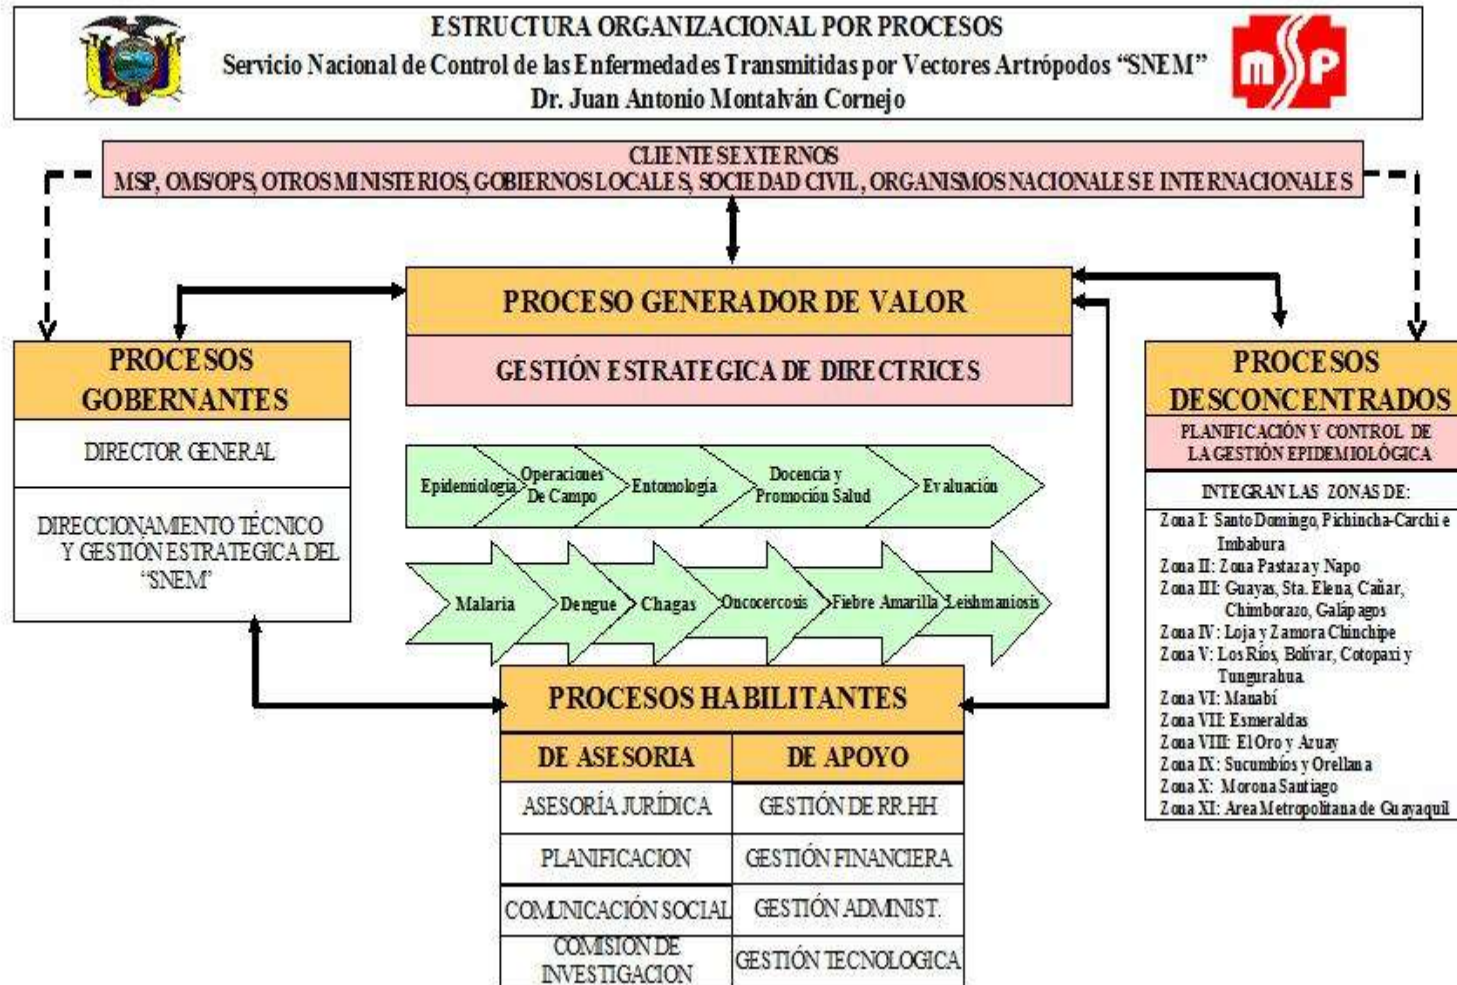 ESTRUCTURA ORGANIZACIONAL POR PROCESOS
Servicio Nacional de Control de las Enfermedades Transmitidas por Vectores Artrópodos “SNEM”
Dr. Juan Antonio Montalván Cornejo
mSP
CLIENTES EXTERNOS
MSP, OMS/OPS, OTROS MINISTERIOS, GOBIERNOS LOCALES, SOCIEDAD CIVIL, ORGANISMOS NACIONALES E INTERNACIONALES
PROCESO GENERADOR DE VALOR
GESTIÓN ESTRATEGICA DE DIRECTRICES
PROCESOS
GOBERNANTES
DIRECTOR GENERAL
DIRECCIONAMIENTO TÉCNICO
Y GESTIÓN ESTRATEGICA DEL
“SNEM”
Epidemiología
Operaciones
De Campo
Entomología
Docencia y
Promoción Salud
Evaluación
Malaria
Dengue
Chagas
Oncocercosis
Fiebre Amarilla
Leishmaniosis
PROCESOS HABILITANTES
DE ASESORIA
DE APOYO
ASESORÍA JURÍDICA
GESTIÓN DE RR.HH
PLANIFICACION
GESTIÓN FINANCIERA
COMUNICACIÓN SOCIAL
GESTIÓN ADMINIST.
COMISION DE
INVESTIGACION
GESTIÓN TECNOLOGICA
PROCESOS
DESCONCENTRADOS
PLANIFICACIÓN Y CONTROL DE
LA GESTIÓN EPIDEMIOLÓGICA
INTEGRAN LAS ZONAS DE:
Zona I: Santo Domingo, Pichincha-Carchi e
Imbabura
Zona II: Zona Pastaza y Napo
Zona III: Guayas, Sta. Elena, Cañar,
Chimborazo, Galápagos
Zona IV: Loja y Zamora Chinchipe
Zona V: Los Ríos, Bolívar, Cotopaxi y
Tungurahua.
Zona VI: Manabí
Zona VII: Esmeraldas
Zona VIII: El Oro y Azuay
Zona IX: Sucumbíos y Orellana
Zona X: Morona Santiago
Zona XI: Area Metropolitana de Guayaquil